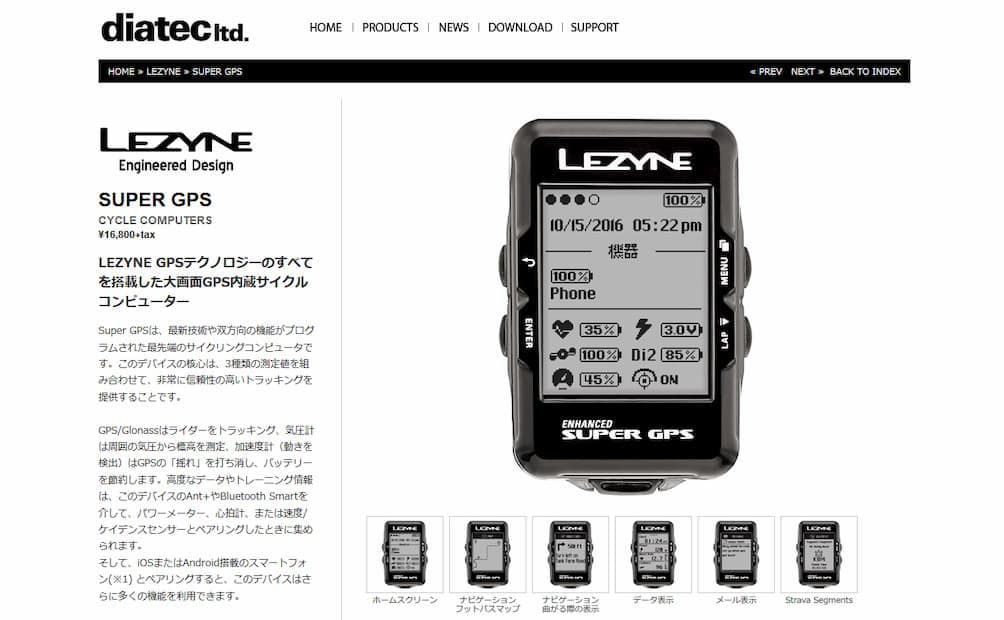 diatec ltd.
HOME | PRODUCTS | NEWS | DOWNLOAD | SUPPORT
HOME » LEZYNE » SUPER GPS
« PREV NEXT » BACK TO INDEX
LEZYNE
Engineered Design
SUPER GPS
CYCLE COMPUTERS
¥16,800+tax
LEZYNE GPSテクノロジーのすべて
を搭載した大画面GPS内蔵サイクル
コンピューター
Super GPSは、最新技術や双方向の機能がプログ
ラムされた最先端のサイクリングコンピュータで
す。このデバイスの核心は、3種類の測定値を組
み合わせて、非常に信頼性の高いトラッキングを
提供することです。
GPS/Glonassはライダーをトラッキング、気圧計
は周囲の気圧から標高を測定、加速度計（動きを
検出）はGPSの「揺れ」を打ち消し、バッテリー
を節約します。高度なデータやトレーニング情報
は、このデバイスのAnt+やBluetooth Smartを
介して、パワーメーター、心拍計、または速度/
ケイデンスセンサーとペアリングしたときに集め
られます。
そして、iOSまたはAndroid搭載のスマートフォ
ン(※1) とペアリングすると、このデバイスはさ
らに多くの機能を利用できます。
LEZYNE
100%
10/15/2016 05:22pm
機器
100%
Phone
35% 3.0V
100% Di2 85%
45% ON
ENTER
MENU
LAP
ENHANCED
SUPER GPS
LEZYNE
LEZYNE
LEZYNE
LEZYNE
LEZYNE
LEZYNE
SUPER GPS
SUPER GPS
SUPER GPS
SUPER GPS
SUPER GPS
SUPER GPS
ホームスクリーン
ナビゲーション
フットパスマップ
ナビゲーション
曲がる際の表示
データ表示
メール表示
Strava Segments